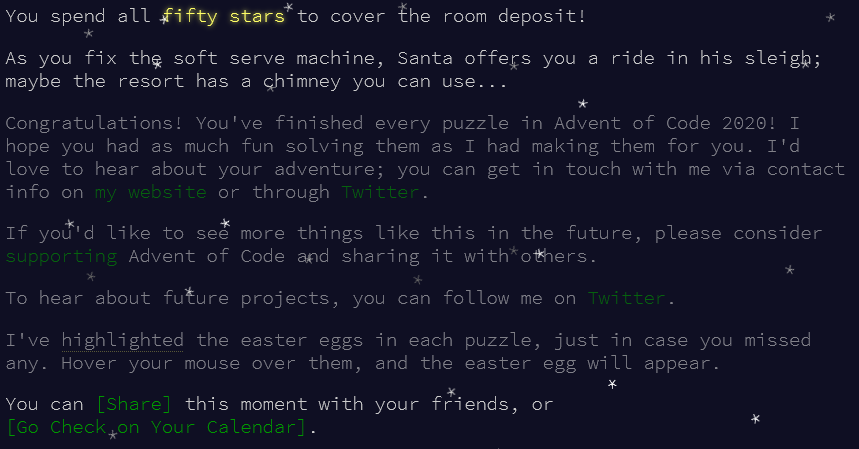 You spend all fifty stars to cover the room deposit!
As you fix the soft serve machine, Santa offers you a ride in his sleigh;
maybe the resort has a chimney you can use...
Congratulations! You've finished every puzzle in Advent of Code 2020! I
hope you had as much fun solving them as I had making them for you. I'd
love to hear about your adventure; you can get in touch with me via contact
info on my website or through Twitter.
If you'd like to see more things like this in the future, please consider
supporting Advent of Code and sharing it with others.
To hear about future projects, you can follow me on Twitter.
I've highlighted the easter eggs in each puzzle, just in case you missed
any. Hover your mouse over them, and the easter egg will appear.
You can [Share] this moment with your friends, or
[Go Check on Your Calendar].